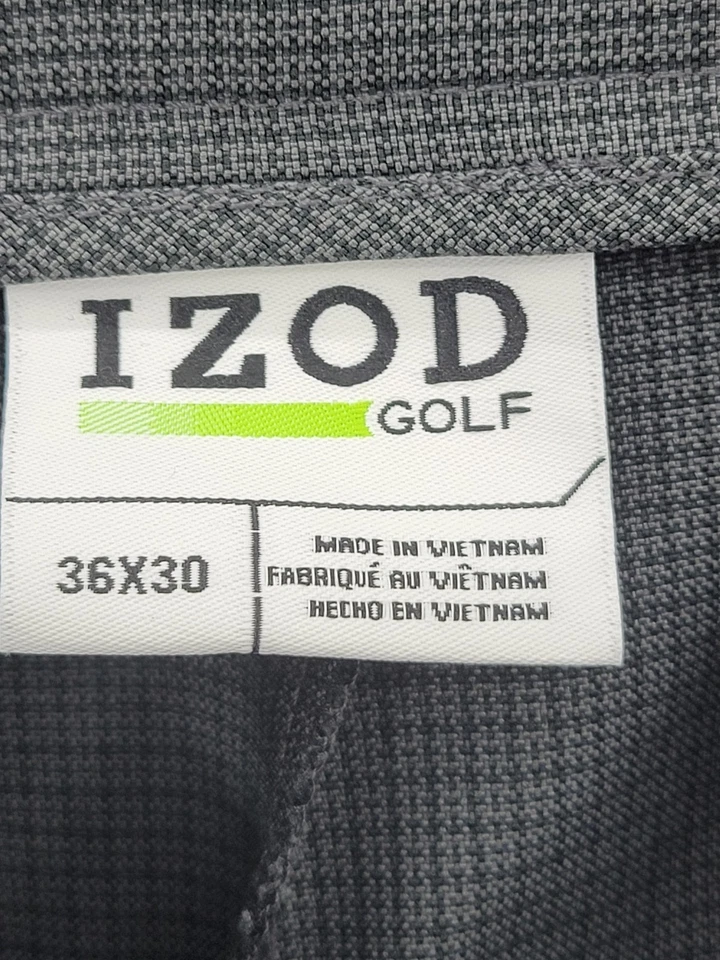 IZOD
GOLF
36X30
MADE IN VIETNAM
FABRIQUÉ AU VIÊTNAM
HECHO EN VIETNAM